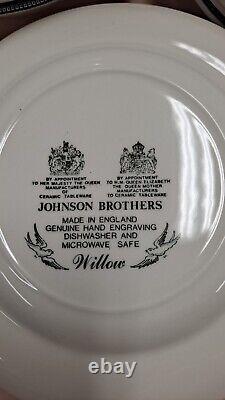 BY APPOINTMENT
TO HER MAJESTY THE QUEEN
MANUFACTURERS
OF
CERAMIC TABLEWARE
BY APPOINTMENT
TO H.M. QUEEN ELIZABETH
THE QUEEN MOTHER
MANUFACTURERS
TO CERAMIC TABLEWARE
JOHNSON BROTHERS
MADE IN ENGLAND
GENUINE HAND ENGRAVING
DISHWASHER AND
MICROWAVE SAFE
Willow